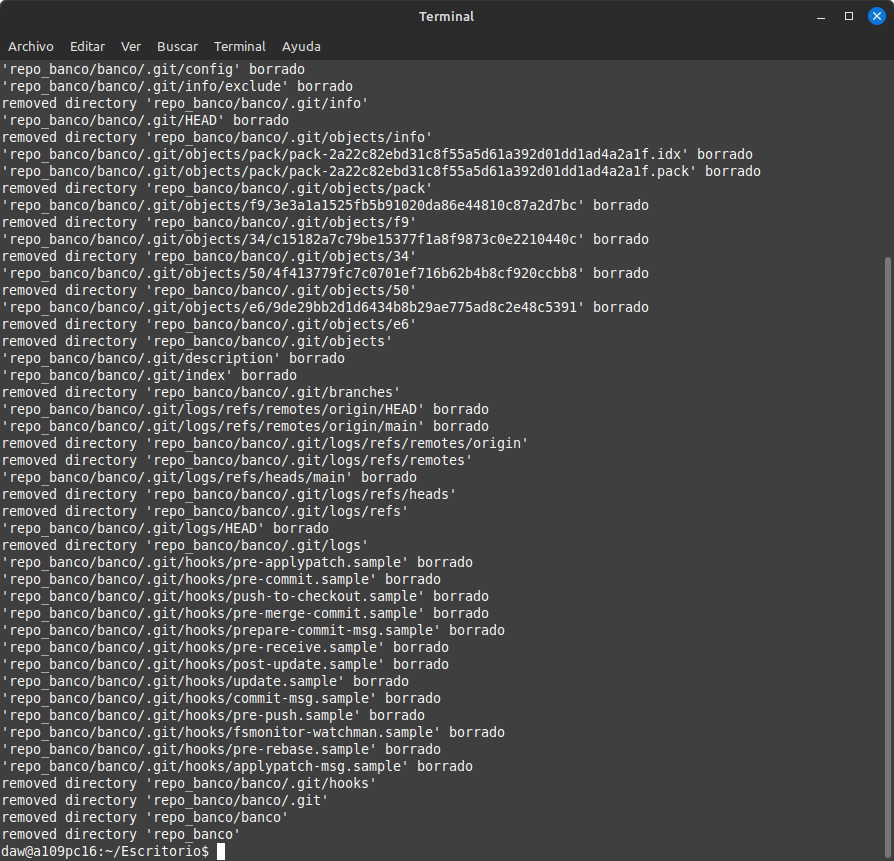 Terminal
Archivo Editar Ver Buscar Terminal Ayuda
'repo_banco/banco/.git/config' borrado
'repo_banco/banco/.git/info/exclude' borrado
removed directory 'repo_banco/banco/.git/info'
'repo_banco/banco/.git/HEAD' borrado
removed directory 'repo_banco/banco/.git/objects/info'
'repo_banco/banco/.git/objects/pack/pack-2a22c82ebd31c8f55a5d61a392d01dd1ad4a2a1f.idx' borrado
'repo_banco/banco/.git/objects/pack/pack-2a22c82ebd31c8f55a5d61a392d01dd1ad4a2a1f.pack' borrado
removed directory 'repo_banco/banco/.git/objects/pack'
'repo_banco/banco/.git/objects/f9/3e3a1a1525fb5b91020da86e44810c87a2d7bc' borrado
removed directory 'repo_banco/banco/.git/objects/f9'
'repo_banco/banco/.git/objects/34/c15182a7c79be15377f1a8f9873c0e2210440c' borrado
removed directory 'repo_banco/banco/.git/objects/34'
'repo_banco/banco/.git/objects/50/4f413779fc7c0701ef716b62b4b8cf920ccbb8' borrado
removed directory 'repo_banco/banco/.git/objects/50'
'repo_banco/banco/.git/objects/e6/9de29bb2d1d6434b8b29ae775ad8c2e48c5391' borrado
removed directory 'repo_banco/banco/.git/objects/e6'
removed directory 'repo_banco/banco/.git/objects'
'repo_banco/banco/.git/description' borrado
'repo_banco/banco/.git/index' borrado
removed directory 'repo_banco/banco/.git/branches'
'repo_banco/banco/.git/logs/refs/remotes/origin/HEAD' borrado
'repo_banco/banco/.git/logs/refs/remotes/origin/main' borrado
removed directory 'repo_banco/banco/.git/logs/refs/remotes/origin'
removed directory 'repo_banco/banco/.git/logs/refs/remotes'
'repo_banco/banco/.git/logs/refs/heads/main' borrado
removed directory 'repo_banco/banco/.git/logs/refs/heads'
removed directory 'repo_banco/banco/.git/logs/refs'
'repo_banco/banco/.git/logs/HEAD' borrado
removed directory 'repo_banco/banco/.git/logs'
'repo_banco/banco/.git/hooks/pre-applypatch.sample' borrado
'repo_banco/banco/.git/hooks/pre-commit.sample' borrado
'repo_banco/banco/.git/hooks/push-to-checkout.sample' borrado
'repo_banco/banco/.git/hooks/pre-merge-commit.sample' borrado
'repo_banco/banco/.git/hooks/prepare-commit-msg.sample' borrado
'repo_banco/banco/.git/hooks/pre-receive.sample' borrado
'repo_banco/banco/.git/hooks/post-update.sample' borrado
'repo_banco/banco/.git/hooks/update.sample' borrado
'repo_banco/banco/.git/hooks/commit-msg.sample' borrado
'repo_banco/banco/.git/hooks/pre-push.sample' borrado
'repo_banco/banco/.git/hooks/fsmonitor-watchman.sample' borrado
'repo_banco/banco/.git/hooks/pre-rebase.sample' borrado
'repo_banco/banco/.git/hooks/applypatch-msg.sample' borrado
removed directory 'repo_banco/banco/.git/hooks'
removed directory 'repo_banco/banco/.git'
removed directory 'repo_banco/banco'
removed directory 'repo_banco'
daw@a109pc16:~/Escritorio$